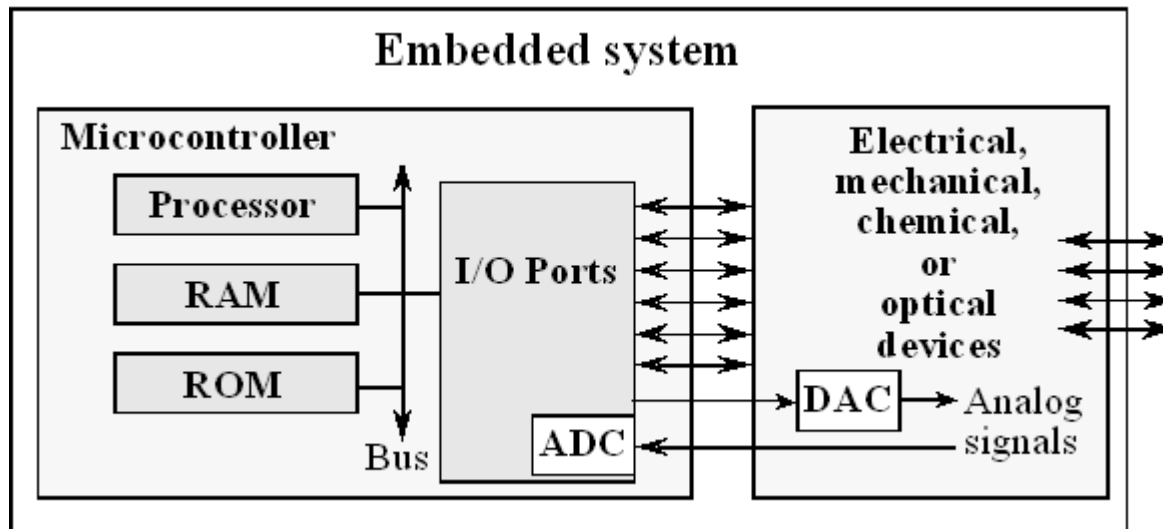 Embedded system
Microcontroller
Processor
RAM
ROM
Bus
I/O Ports
ADC
Electrical,
mechanical,
chemical,
or
optical
devices
DAC
Analog
signals